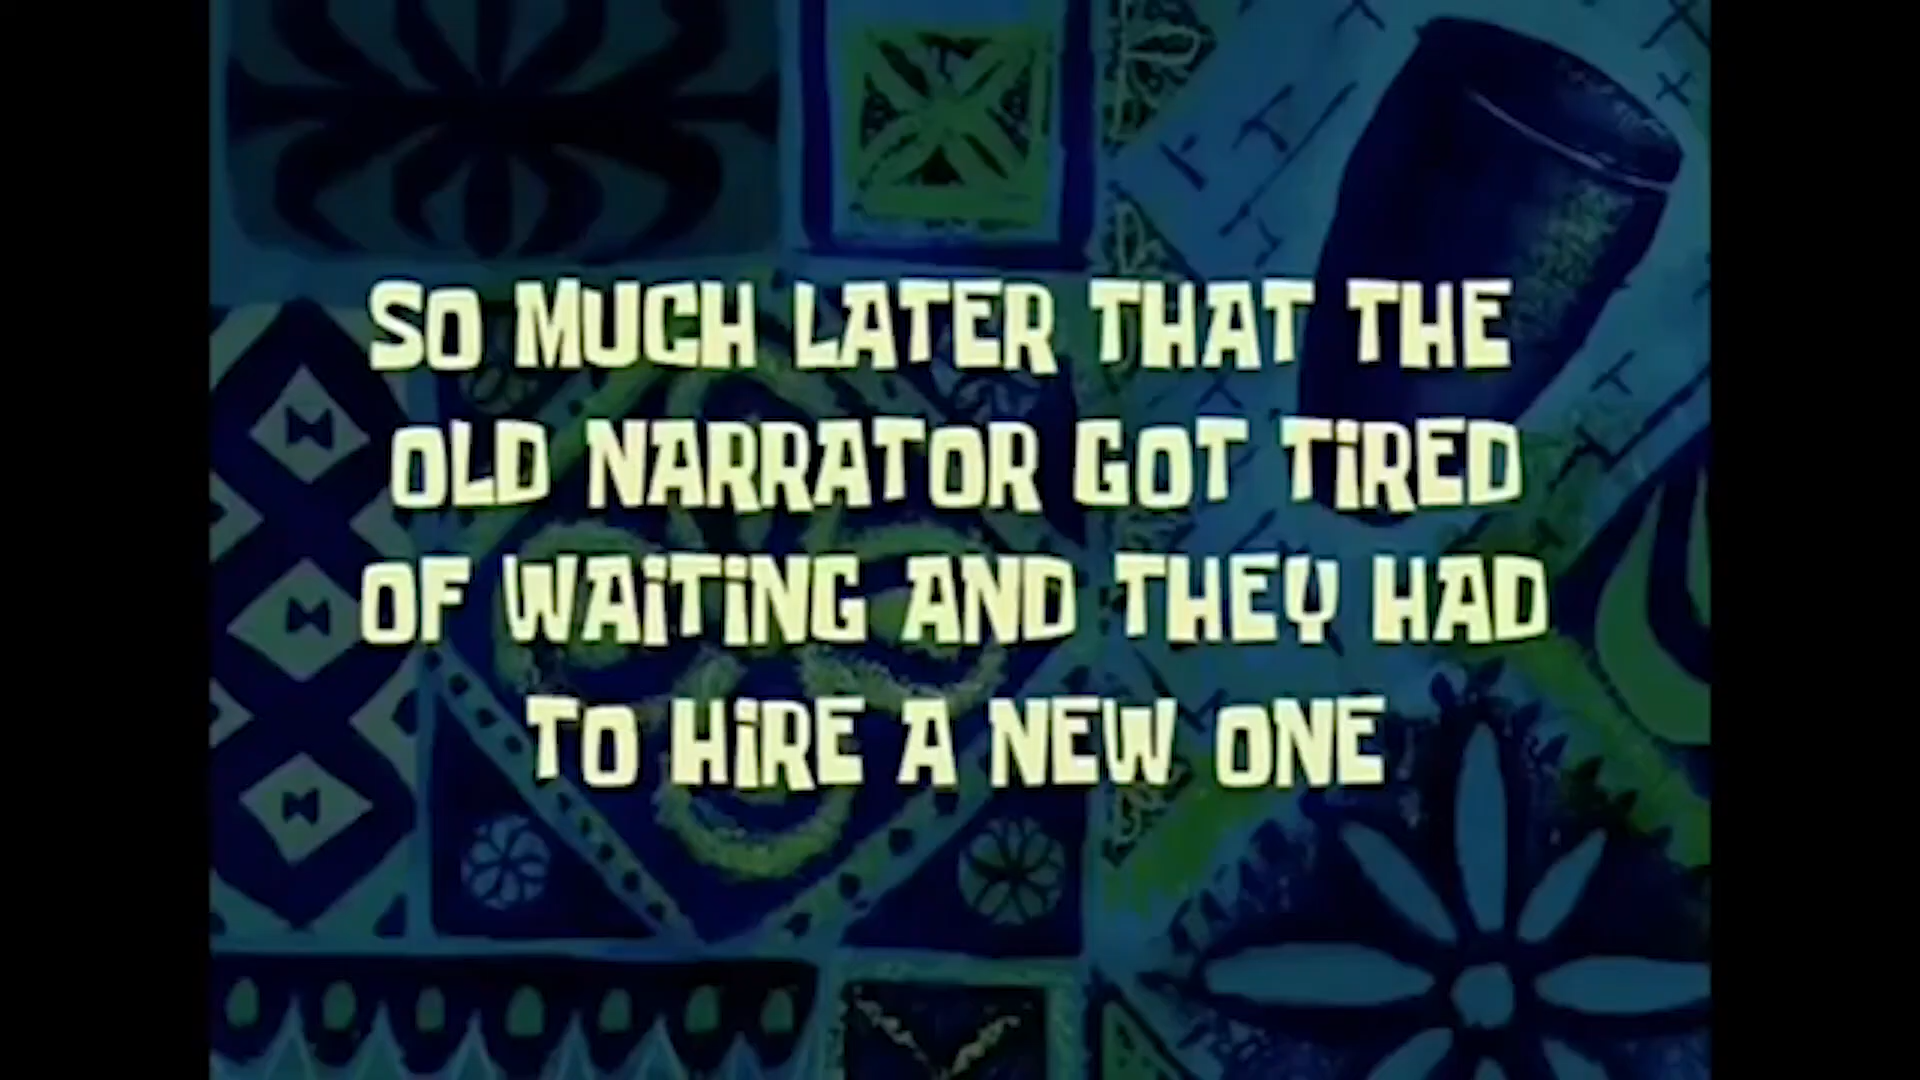 SO MUCH LATER THAT THE
OLD NARRATOR GOT TiRED
OF WAiTiNG AND THEY HAD
TO HiRE A NEW ONE